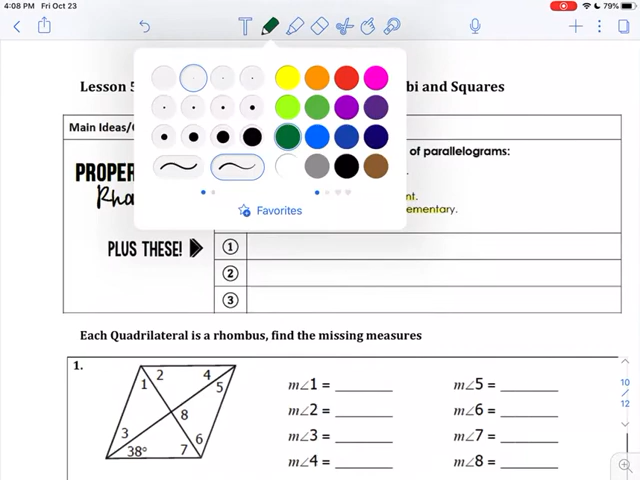 4:08 PM Fri Oct 23
79%
T
Lesson 5
bi and Squares
Main Ideas/
of parallelograms:
PROPER
Rho
nt.
ementary.
Favorites
PLUS THESE!
1
2
3
Each Quadrilateral is a rhombus, find the missing measures
10
/
12
1.
2
4
1
5
8
3
6
38°
7
m∠1 = ________
m∠5 = ________
m∠2 = ________
m∠6 = ________
m∠3 = ________
m∠7 = ________
m∠4 = ________
m∠8 = ________